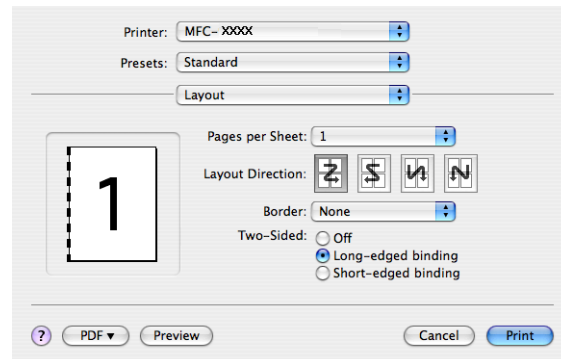 Printer: MFC- XXXX
Presets: Standard
Layout
Pages per Sheet: 1
Layout Direction:
Border: None
Two-Sided: Off
Long-edged binding
Short-edged binding
1
? PDF▼ Preview Cancel Print